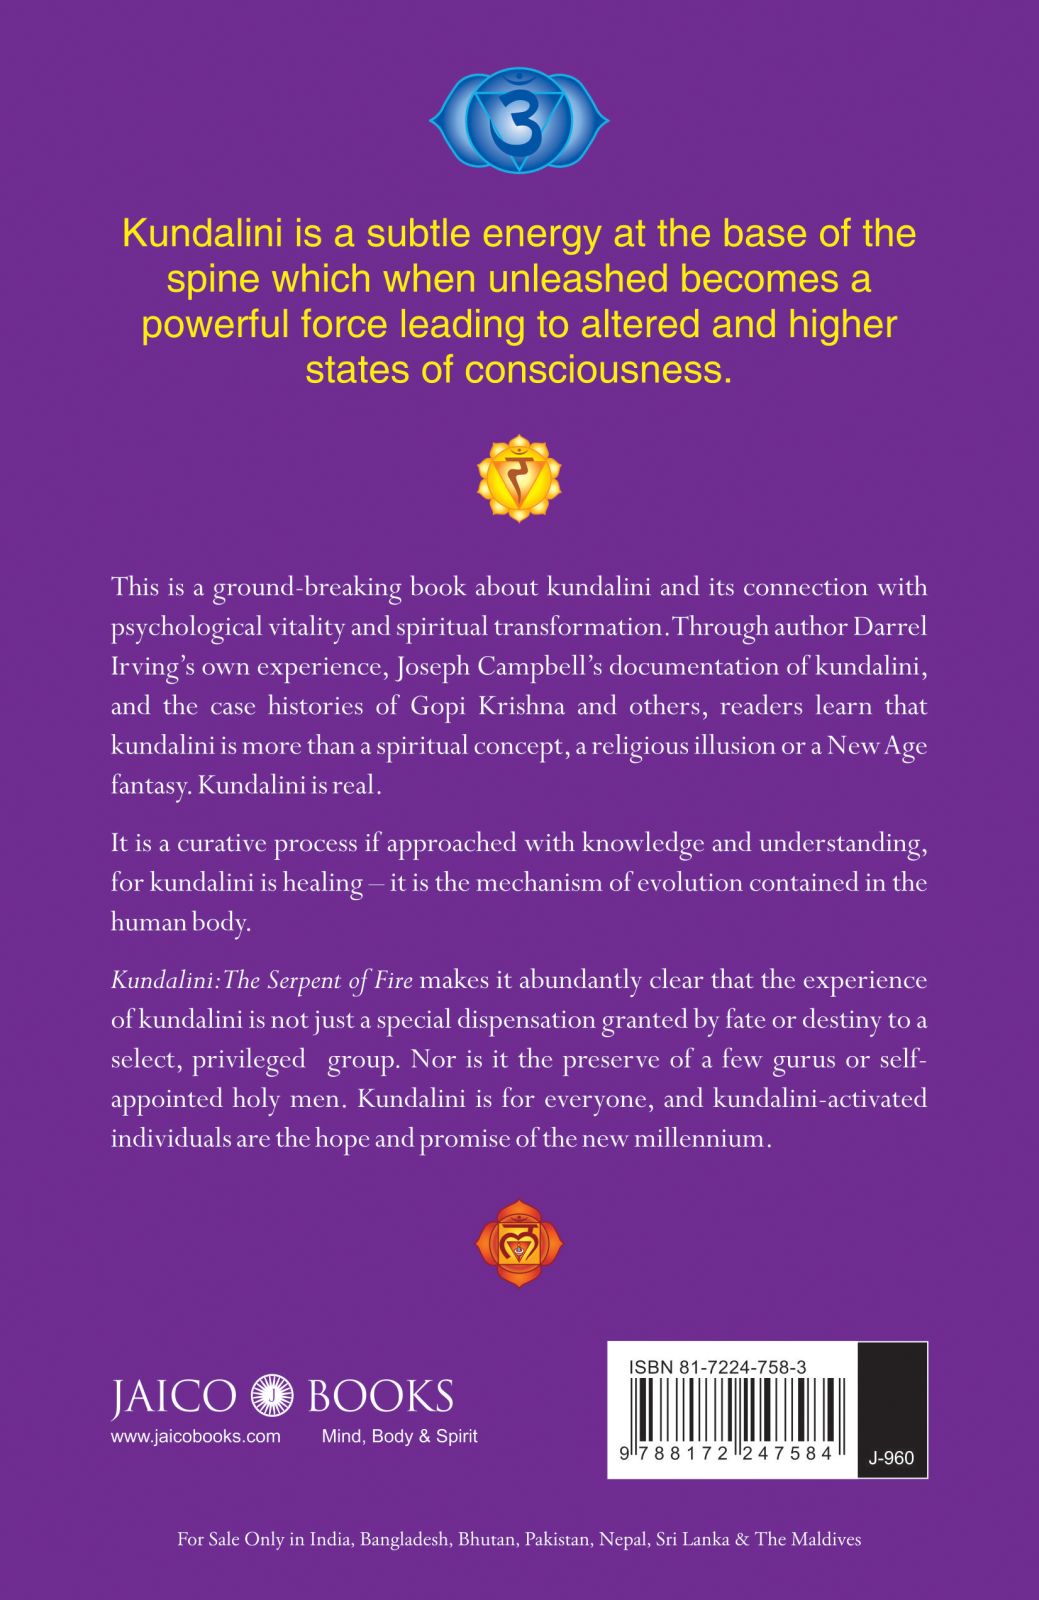 ॐ
Kundalini is a subtle energy at the base of the
spine which when unleashed becomes a
powerful force leading to altered and higher
states of consciousness.
रं
This is a ground-breaking book about kundalini and its connection with
psychological vitality and spiritual transformation. Through author Darrel
Irving's own experience, Joseph Campbell's documentation of kundalini,
and the case histories of Gopi Krishna and others, readers learn that
kundalini is more than a spiritual concept, a religious illusion or a New Age
fantasy. Kundalini is real.
It is a curative process if approached with knowledge and understanding,
for kundalini is healing – it is the mechanism of evolution contained in the
human body.
Kundalini: The Serpent of Fire makes it abundantly clear that the experience
of kundalini is not just a special dispensation granted by fate or destiny to a
select, privileged group. Nor is it the preserve of a few gurus or self-
appointed holy men. Kundalini is for everyone, and kundalini-activated
individuals are the hope and promise of the new millennium.
लं
ISBN 81-7224-758-3
JAICO J BOOKS
www.jaicobooks.com Mind, Body & Spirit
9 788172 247584
J-960
For Sale Only in India, Bangladesh, Bhutan, Pakistan, Nepal, Sri Lanka & The Maldives